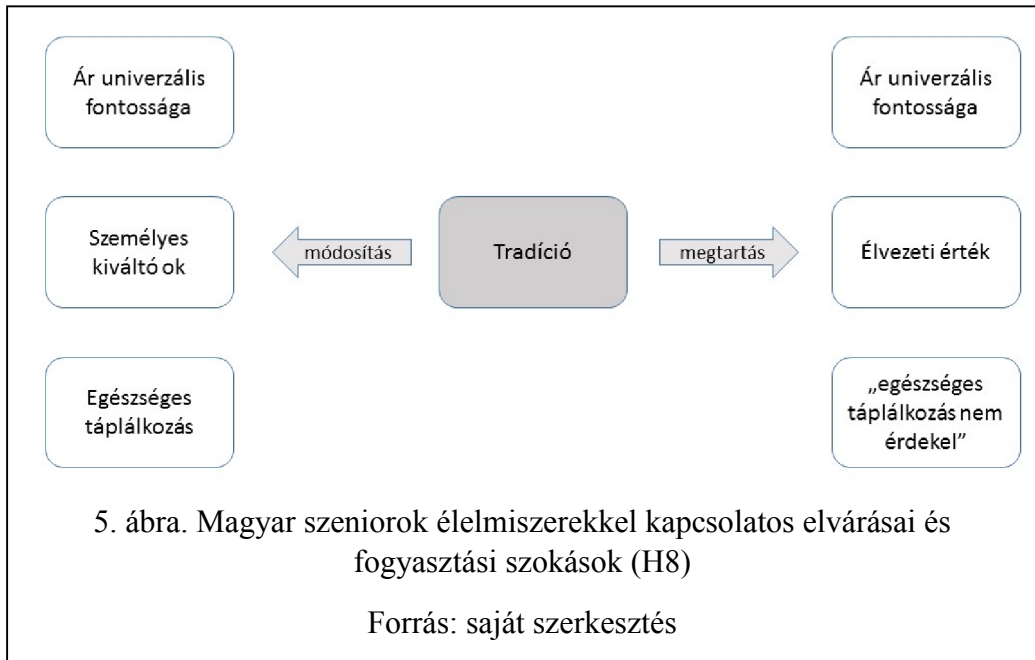 Ár univerzális
fontossága
Ár univerzális
fontossága
Személyes
kiváltó ok
módosítás
Tradíció
megtartás
Élvezeti érték
Egészséges
táplálkozás
„egészséges
táplálkozás nem
érdekel”
5. ábra. Magyar szeniorok élelmiszerekkel kapcsolatos elvárásai és
fogyasztási szokások (H8)
Forrás: saját szerkesztés